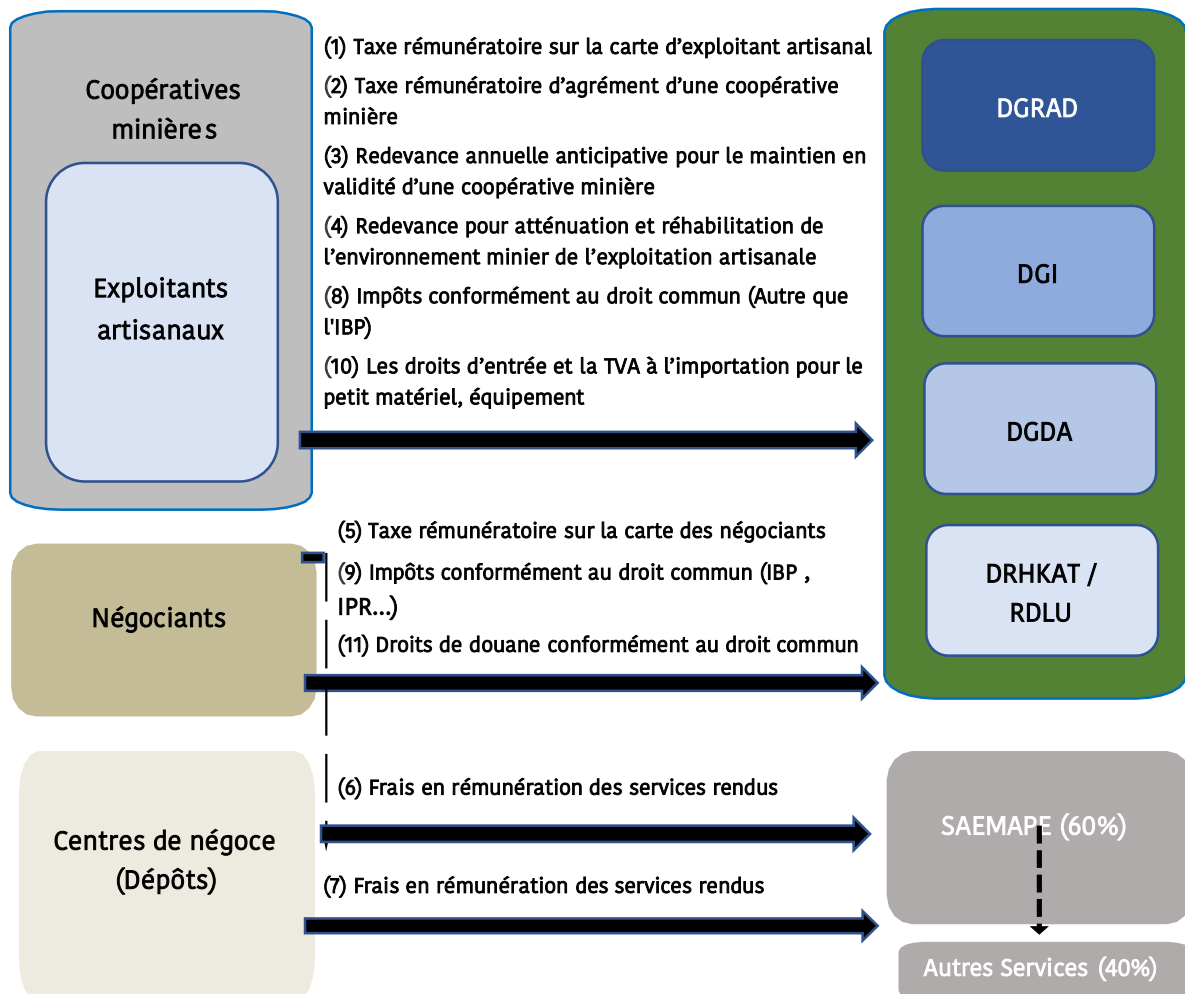 Coopératives
minières
Exploitants
artisanaux
(1) Taxe rémunératoire sur la carte d’exploitant artisanal
(2) Taxe rémunératoire d’agrément d’une coopérative
minière
(3) Redevance annuelle anticipative pour le maintien en
validité d’une coopérative minière
(4) Redevance pour atténuation et réhabilitation de
l’environnement minier de l’exploitation artisanale
(8) Impôts conformément au droit commun (Autre que
l'IBP)
(10) Les droits d’entrée et la TVA à l’importation pour le
petit matériel, équipement
DGRAD
DGI
DGDA
DRHKAT /
RDLU
Négociants
(5) Taxe rémunératoire sur la carte des négociants
(9) Impôts conformément au droit commun (IBP ,
IPR...)
(11) Droits de douane conformément au droit commun
Centres de négoce
(Dépôts)
(6) Frais en rémunération des services rendus
(7) Frais en rémunération des services rendus
SAEMAPE (60%)
Autres Services (40%)